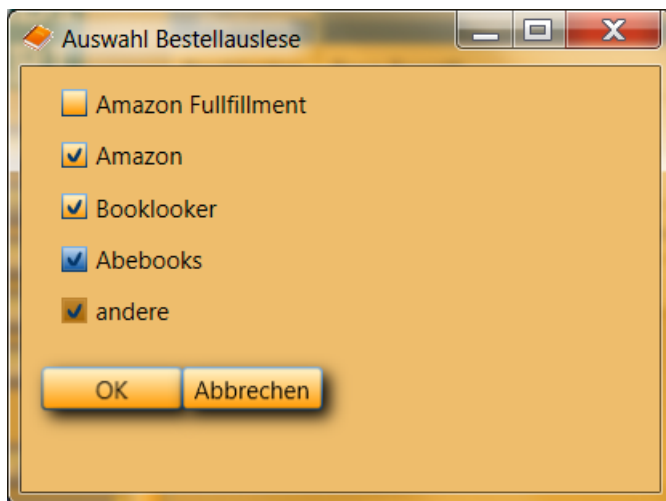 Auswahl Bestellauslese
Amazon Fullfillment
Amazon
Booklooker
Abebooks
andere
OK Abbrechen